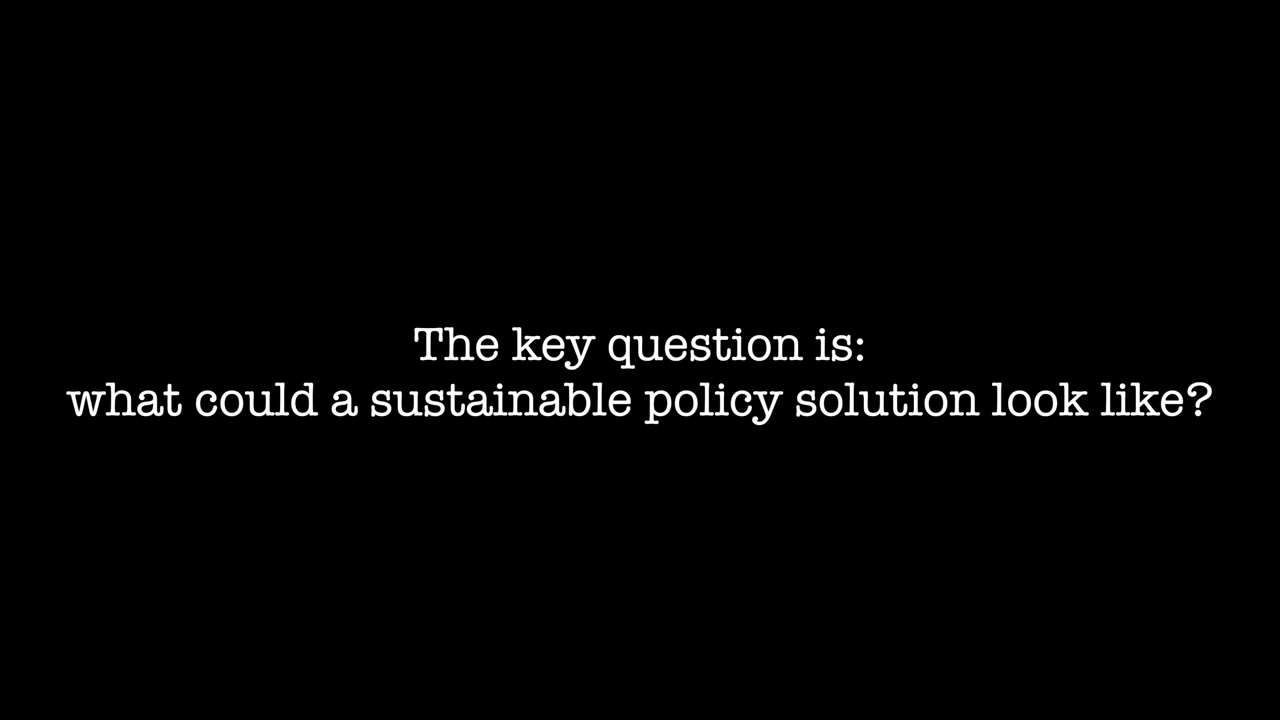 The key question is:
what could a sustainable policy solution look like?